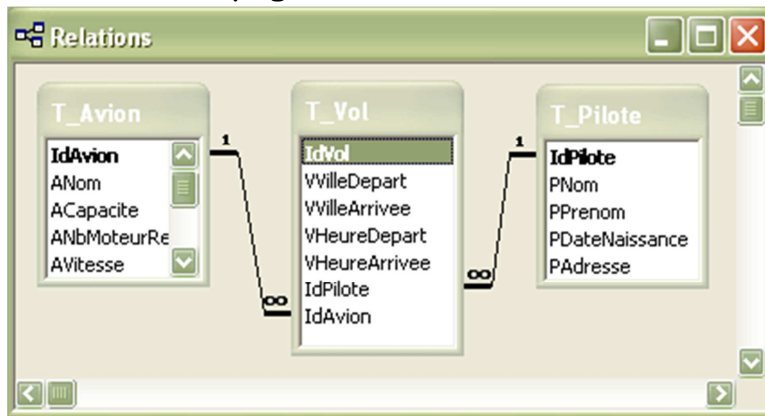 Relations
T_Avion
IdAvion
ANom
ACapacite
ANbMoteurRe
AVitesse
1
∞
T_Vol
IdVol
VVilleDepart
VVilleArrivee
VHeureDepart
VHeureArrivee
IdPilote
IdAvion
1
∞
T_Pilote
IdPilote
PNom
PPrenom
PDateNaissance
PAdresse